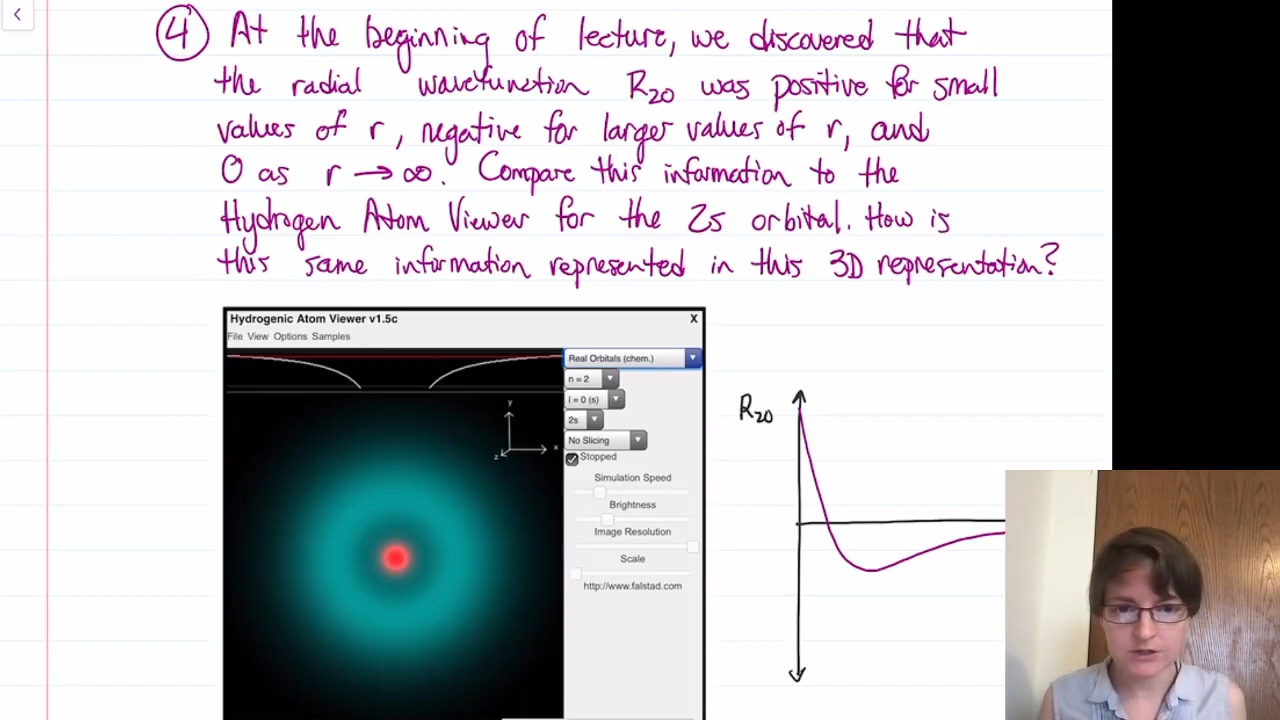 ④ At the beginning of lecture, we discovered that
the radial wavefunction R₂₀ was positive for small
values of r, negative for larger values of r, and
0 as r → ∞. Compare this information to the
Hydrogen Atom Viewer for the 2s orbital. How is
this same information represented in this 3D representation?
Hydrogenic Atom Viewer v1.5c X
File View Options Samples
Real Orbitals (chem.)
n = 2
l = 0 (s)
2s
No Slicing
Stopped
Simulation Speed
Brightness
Image Resolution
Scale
http://www.falstad.com
y
x
z
R₂₀